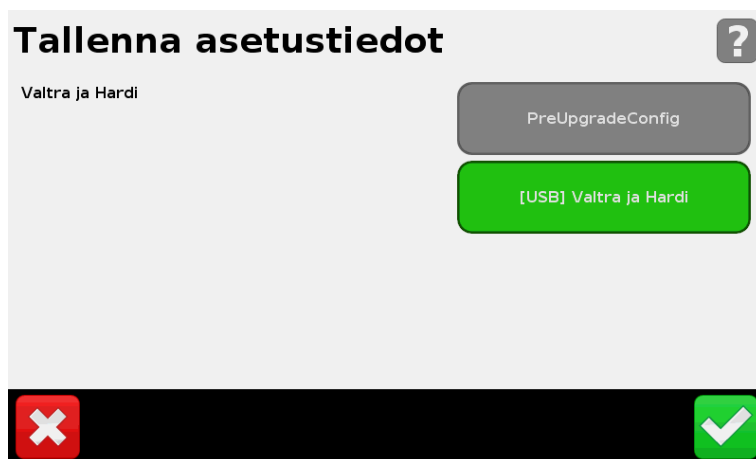 Tallenna asetustiedot
?
Valtra ja Hardi
PreUpgradeConfig
[USB] Valtra ja Hardi